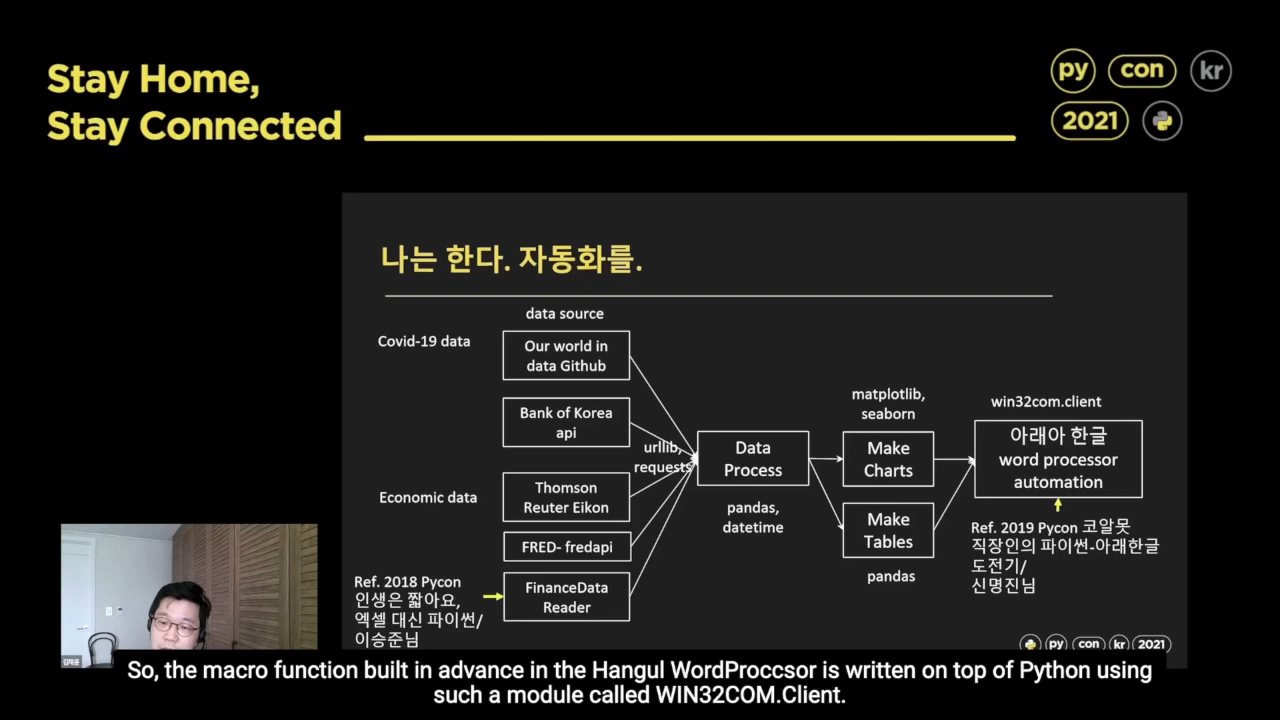 Stay Home,
Stay Connected
py con kr
2021
나는 한다. 자동화를.
data source
Covid-19 data
Our world in
data Github
Bank of Korea
api
urllib,
requests
Economic data
Thomson
Reuter Eikon
FRED- fredapi
FinanceData
Reader
Ref. 2018 Pycon
인생은 짧아요,
엑셀 대신 파이썬/
이승준님
Data
Process
pandas,
datetime
matplotlib,
seaborn
Make
Charts
Make
Tables
pandas
win32com.client
아래아 한글
word processor
automation
Ref. 2019 Pycon 코알못
직장인의 파이썬-아래한글
도전기/
신명진님
py con kr 2021
김재윤
So, the macro function built in advance in the Hangul WordProccsor is written on top of Python using
such a module called WIN32COM.Client.